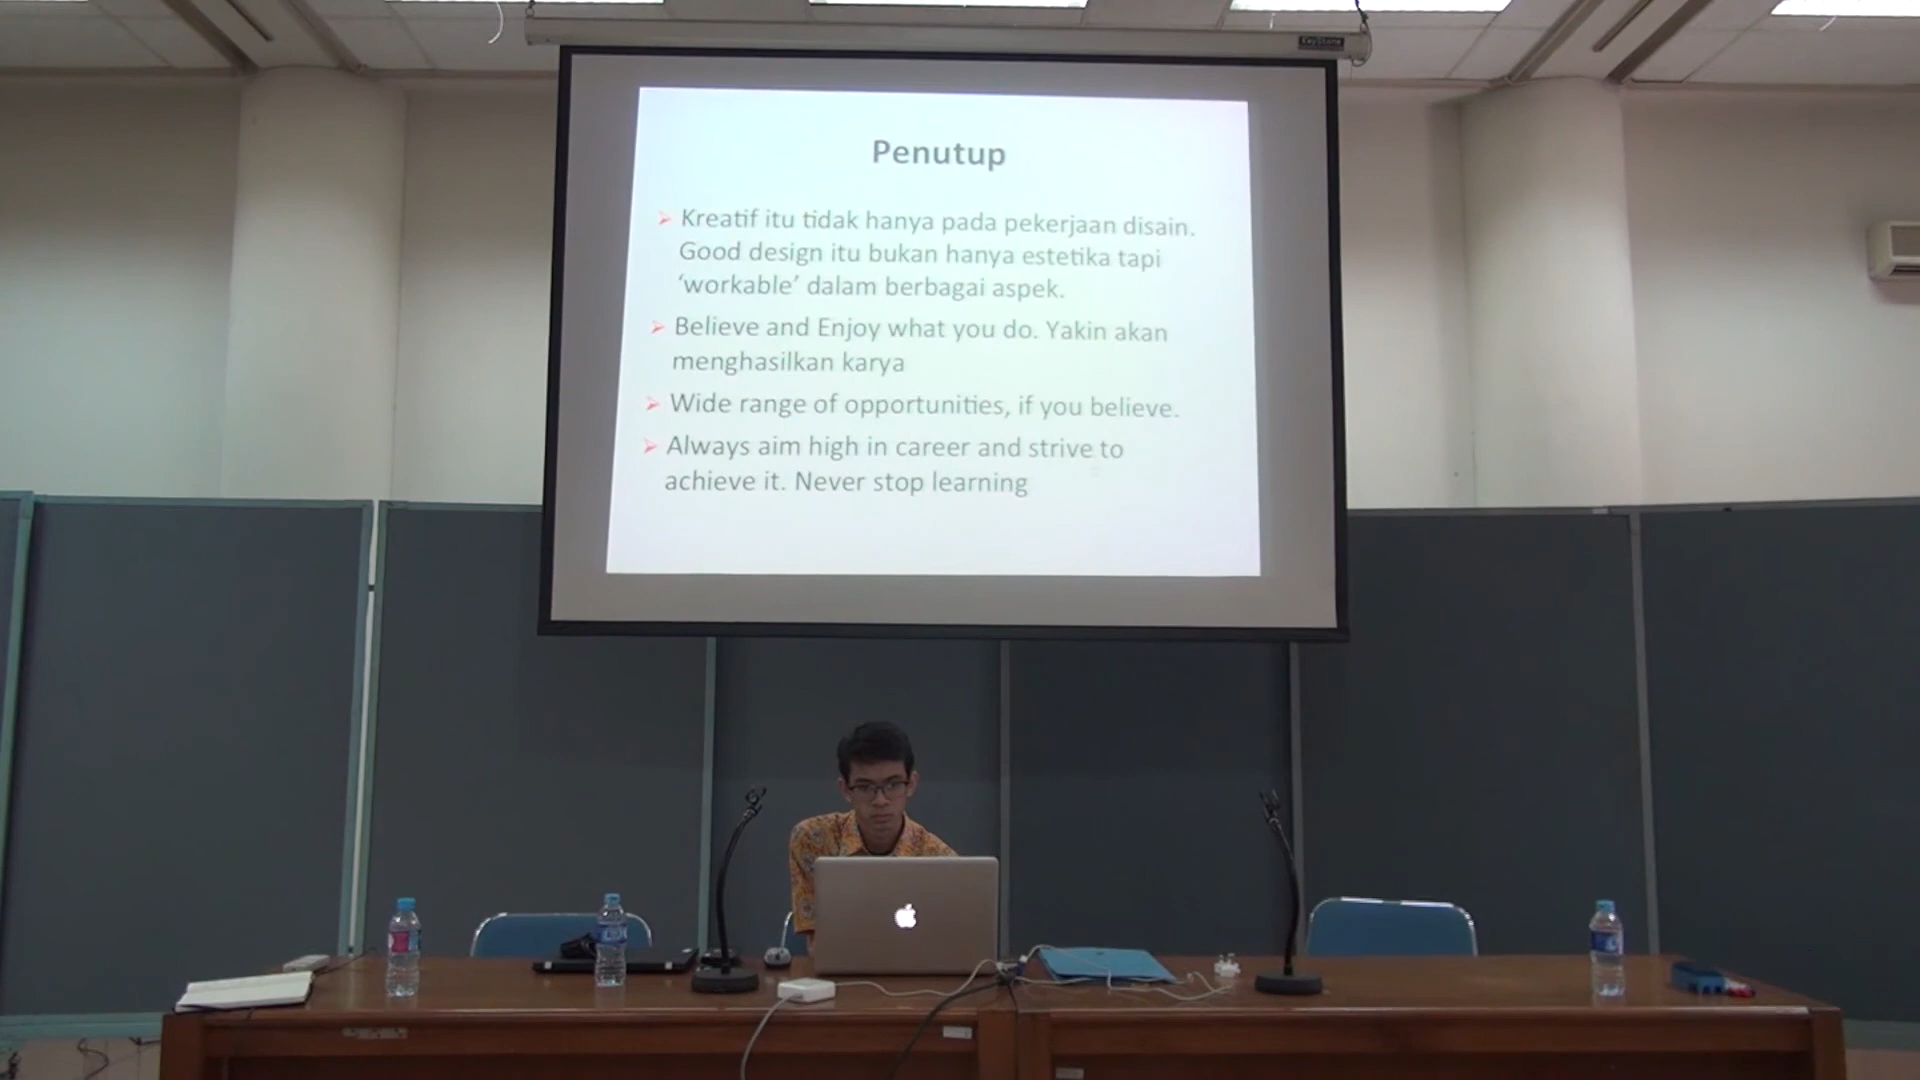 KeyStone
Penutup
Kreatif itu tidak hanya pada pekerjaan disain.
Good design itu bukan hanya estetika tapi
‘workable’ dalam berbagai aspek.
Believe and Enjoy what you do. Yakin akan
menghasilkan karya
Wide range of opportunities, if you believe.
Always aim high in career and strive to
achieve it. Never stop learning